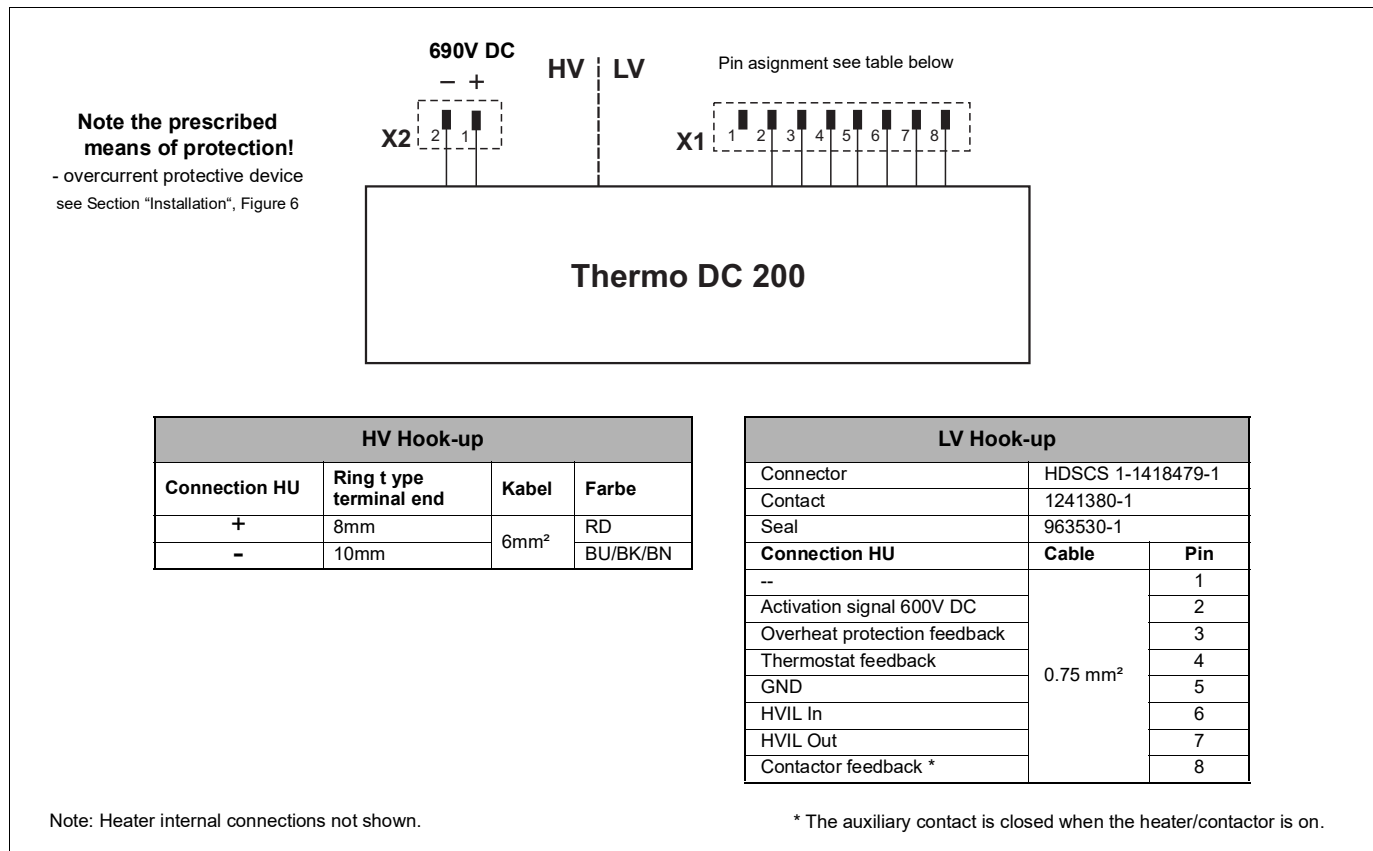 690V DC
− +
HV LV
Pin asignment see table below
Note the prescribed
means of protection!
- overcurrent protective device
see Section “Installation“, Figure 6
X2 2 1
X1 1 2 3 4 5 6 7 8
Thermo DC 200
HV Hook-up
Connection HU Ring t ype terminal end Kabel Farbe
+ 8mm 6mm² RD
- 10mm BU/BK/BN
LV Hook-up
Connector HDSCS 1-1418479-1
Contact 1241380-1
Seal 963530-1
Connection HU Cable Pin
-- 1
Activation signal 600V DC 2
Overheat protection feedback 3
Thermostat feedback 0.75 mm² 4
GND 5
HVIL In 6
HVIL Out 7
Contactor feedback * 8
Note: Heater internal connections not shown.
* The auxiliary contact is closed when the heater/contactor is on.